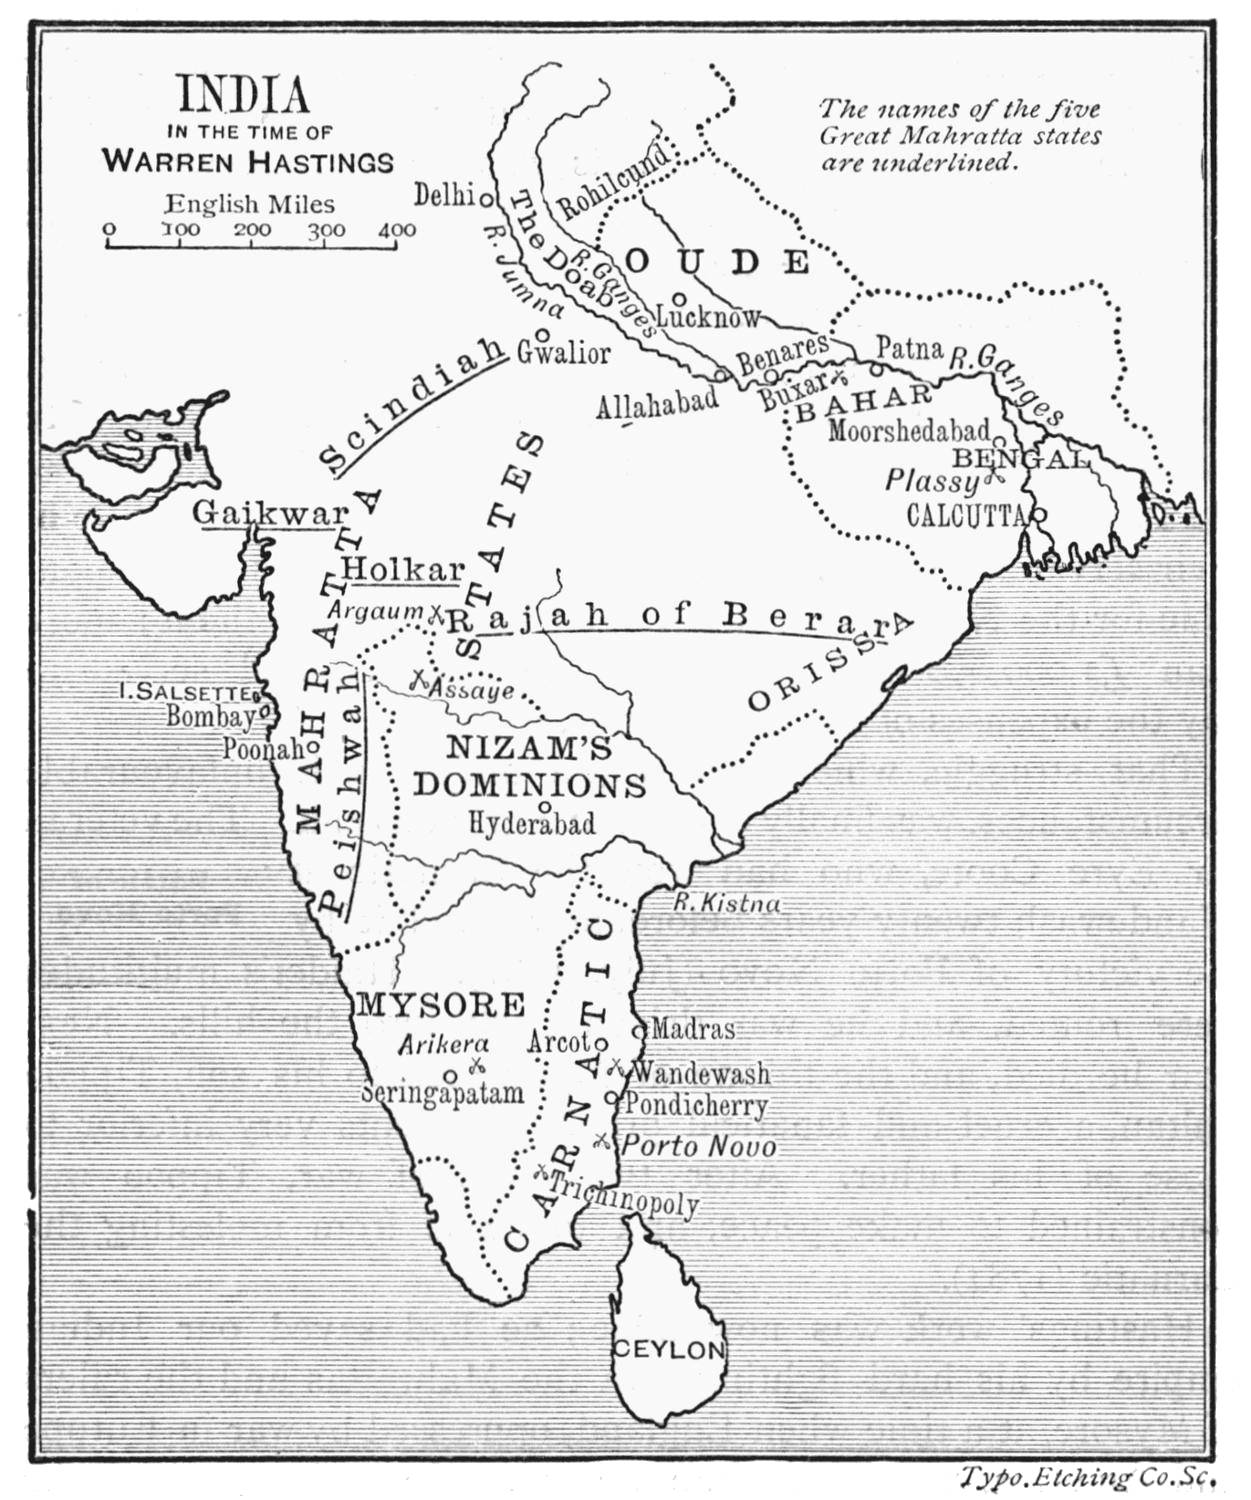 INDIA
IN THE TIME OF
WARREN HASTINGS
English Miles
0 100 200 300 400
The names of the five
Great Mahratta states
are underlined.
Delhi
Rohilcund
The Doab
R. Jumna
R. Ganges
OUDE
Lucknow
Gwalior
Scindiah
Allahabad
Benares
Buxar
Patna
R. Ganges
BAHAR
Moorshedabad
BENGAL
Plassy
CALCUTTA
Gaikwar
Holkar
MAHRATTA STATES
Argaum
Rajah of Berar
ORISSA
Assaye
I. SALSETTE
Bombay
Poonah
Peishwah
NIZAM'S
DOMINIONS
Hyderabad
R. Kistna
MYSORE
Arikera
Seringapatam
CARNATIC
Arcot
Madras
Wandewash
Pondicherry
Porto Novo
Trichinopoly
CEYLON
Typo. Etching Co. Sc.